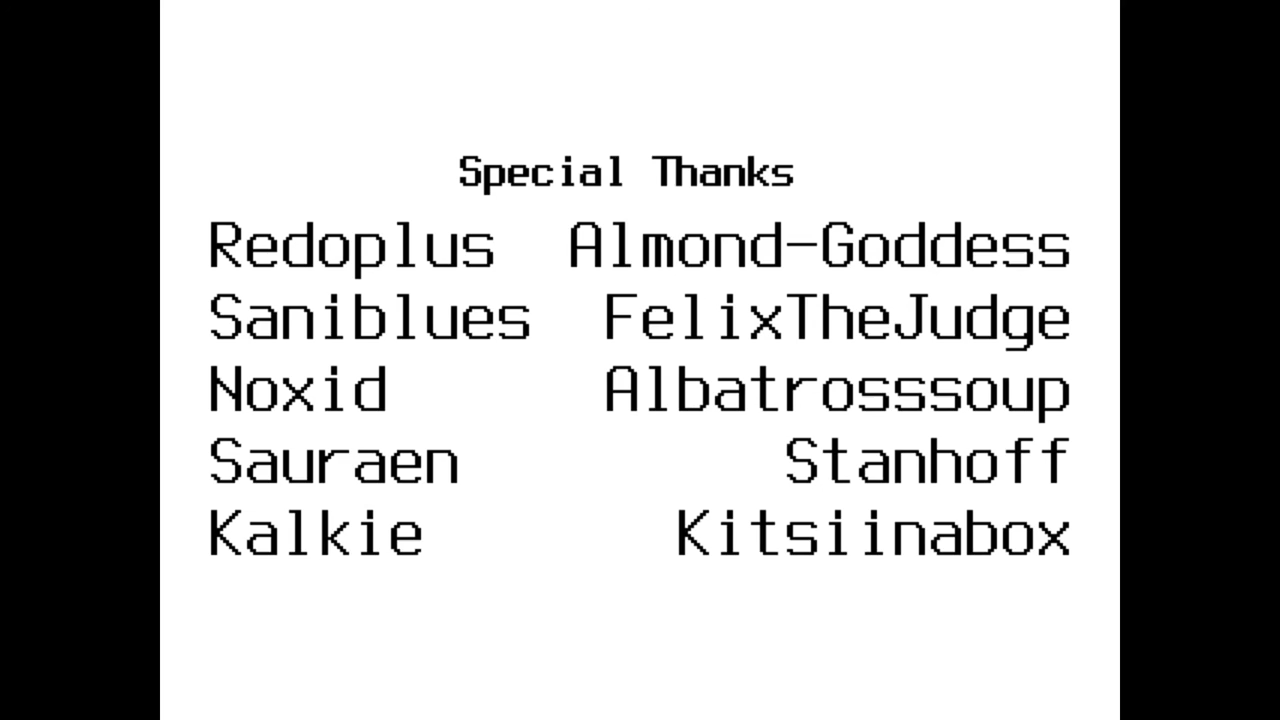 Special Thanks
Redoplus Almond-Goddess
Saniblues FelixTheJudge
Noxid Albatrosssoup
Sauraen Stanhoff
Kalkie Kitsiinabox